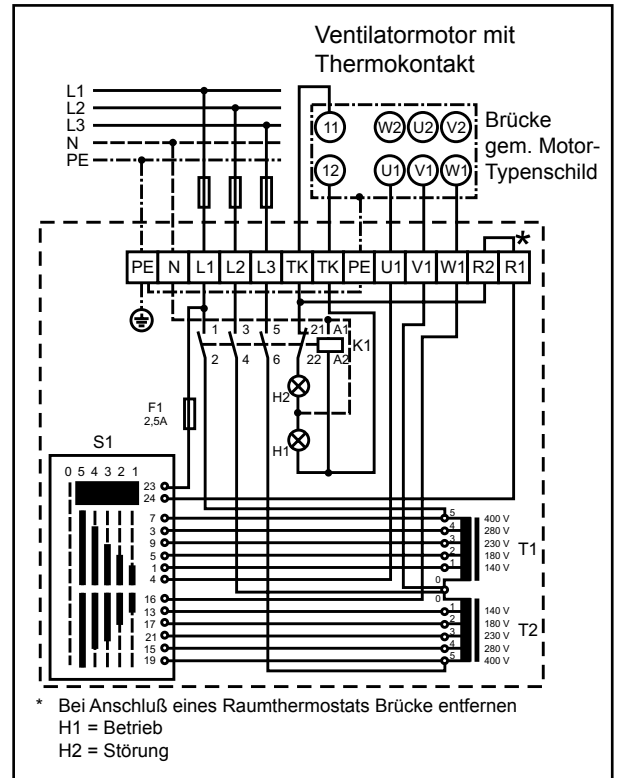 Ventilatormotor mit
Thermokontakt
L1
L2
L3
N
PE
11 W2 U2 V2
12 U1 V1 W1
Brücke
gem. Motor-
Typenschild
*
PE N L1 L2 L3 TK TK PE U1 V1 W1 R2 R1
1 3 5 21 A1
K1
2 4 6 22 A2
H2
H1
F1
2,5A
S1
0 5 4 3 2 1
23
24
7
3
9
5
1
4
16
13
17
21
15
19
5 400 V
4 280 V
3 230 V
2 180 V
1 140 V
T1
0
0
1 140 V
2 180 V
3 230 V
4 280 V
5 400 V
T2
* Bei Anschluß eines Raumthermostats Brücke entfernen
H1 = Betrieb
H2 = Störung